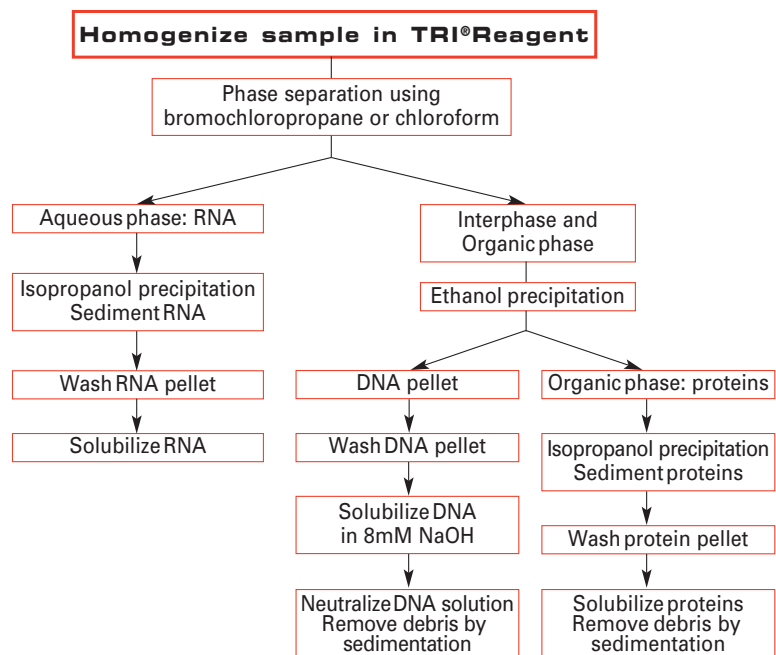 Homogenize sample in TRI®Reagent
Phase separation using
bromochloropropane or chloroform
Aqueous phase: RNA
Isopropanol precipitation
Sediment RNA
Wash RNA pellet
Solubilize RNA
Interphase and
Organic phase
Ethanol precipitation
DNA pellet
Wash DNA pellet
Solubilize DNA
in 8mM NaOH
Neutralize DNA solution
Remove debris by
sedimentation
Organic phase: proteins
Isopropanol precipitation
Sediment proteins
Wash protein pellet
Solubilize proteins
Remove debris by
sedimentation